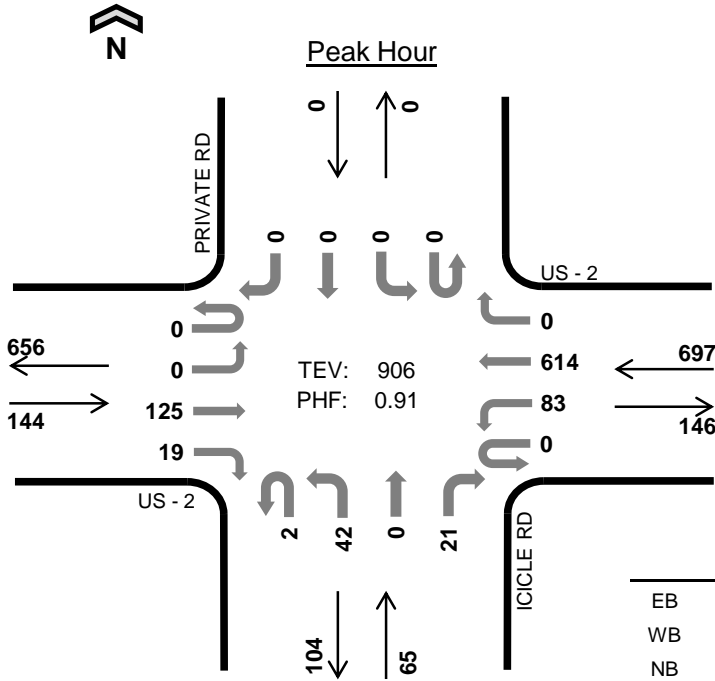 N
Peak Hour
0
0
PRIVATE RD
0
0
0
0
US - 2
0
0
656
0
614
697
TEV: 906
144
125
PHF: 0.91
83
146
19
0
US - 2
2
42
0
21
ICICLE RD
104
65
EB
WB
NB